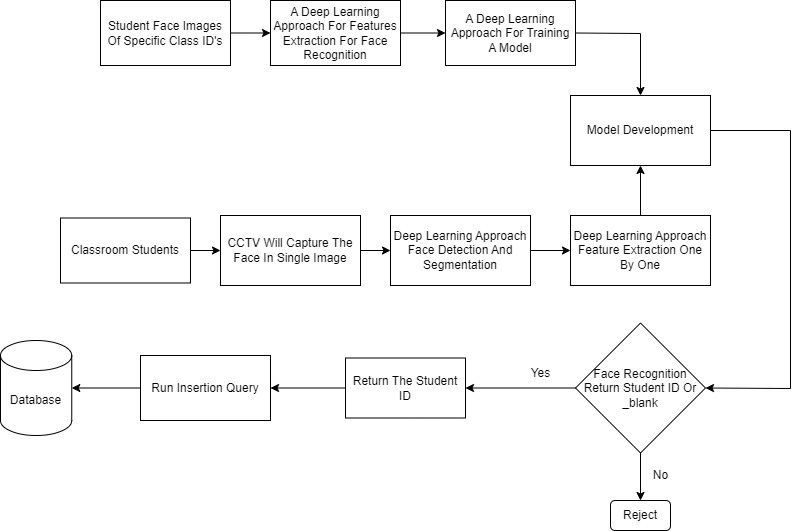 Student Face Images
Of Specific Class ID's
A Deep Learning
Approach For Features
Extraction For Face
Recognition
A Deep Learning
Approach For Training
A Model
Model Development
Classroom Students
CCTV Will Capture The
Face In Single Image
Deep Learning Approach
Face Detection And
Segmentation
Deep Learning Approach
Feature Extraction One
By One
Face Recognition
Return Student ID Or
_blank
Yes
Return The Student
ID
Run Insertion Query
Database
No
Reject